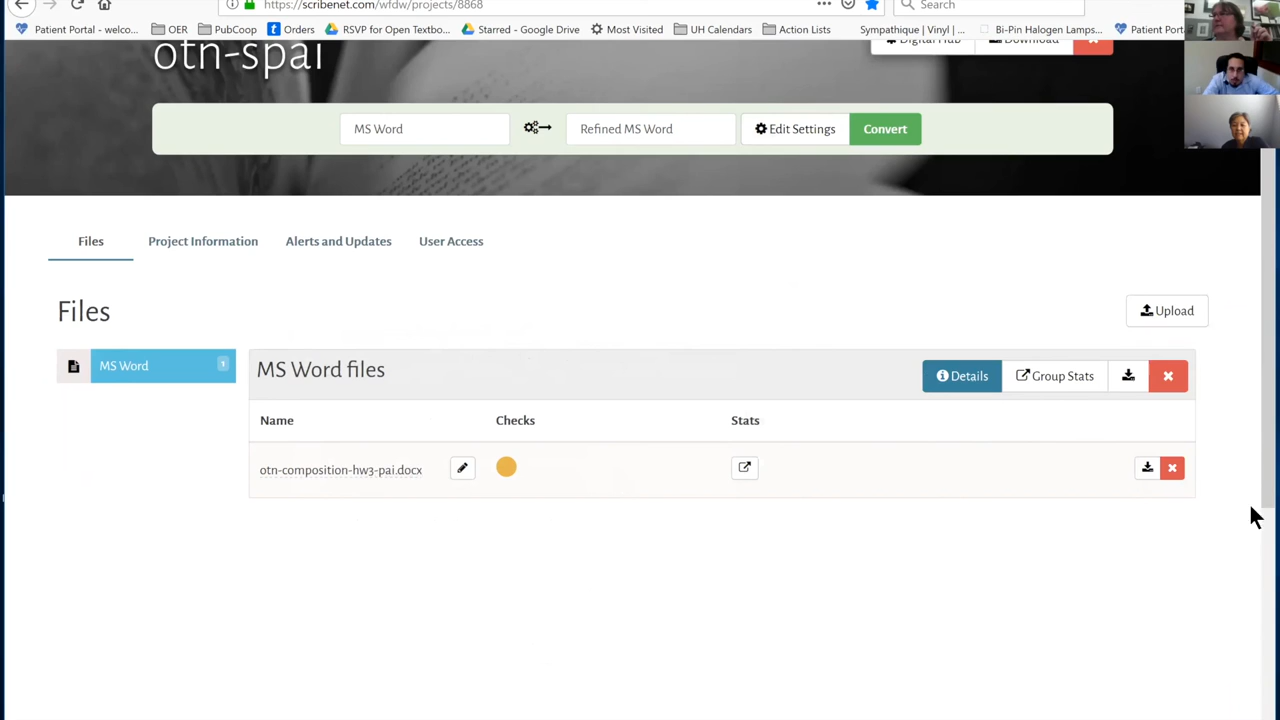 https://scribenet.com/wfdw/projects/8868
Search
Patient Portal - welco...
OER
PubCoop
Orders
RSVP for Open Textbo...
Starred - Google Drive
Most Visited
UH Calendars
Action Lists
Sympathique | Vinyl | ...
Bi-Pin Halogen Lamps...
Patient Porta
otn-spai
Digital Hub
Download
MS Word
Refined MS Word
Edit Settings
Convert
Files
Project Information
Alerts and Updates
User Access
Files
Upload
MS Word
1
MS Word files
Details
Group Stats
Name
Checks
Stats
otn-composition-hw3-pai.docx